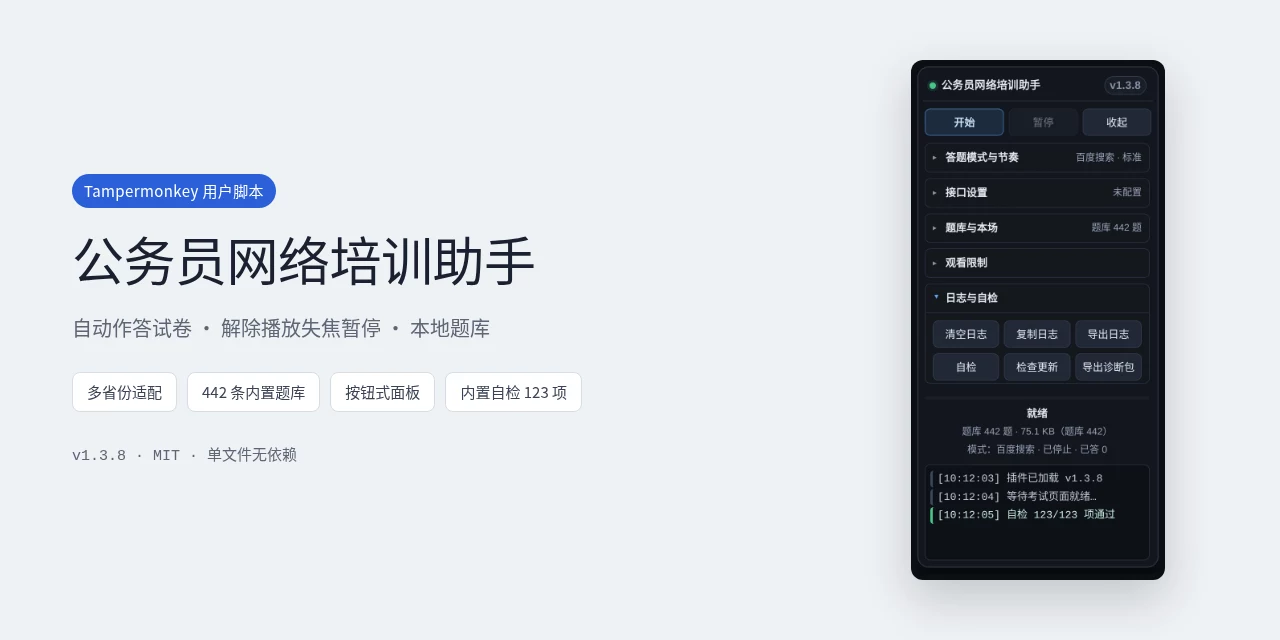 Tampermonkey 用户脚本
公务员网络培训助手
自动作答试卷 · 解除播放失焦暂停 · 本地题库
多省份适配 442 条内置题库 按钮式面板 内置自检 123 项
v1.3.8 · MIT · 单文件无依赖
公务员网络培训助手 v1.3.8
开始 暂停 收起
▸ 答题模式与节奏 百度搜索 · 标准
▸ 接口设置 未配置
▸ 题库与本场 题库 442 题
▸ 观看限制
▾ 日志与自检
清空日志 复制日志 导出日志
自检 检查更新 导出诊断包
就绪
题库 442 题 · 75.1 KB（题库 442）
模式：百度搜索 · 已停止 · 已答 0
[10:12:03] 插件已加载 v1.3.8
[10:12:04] 等待考试页面就绪…
[10:12:05] 自检 123/123 项通过